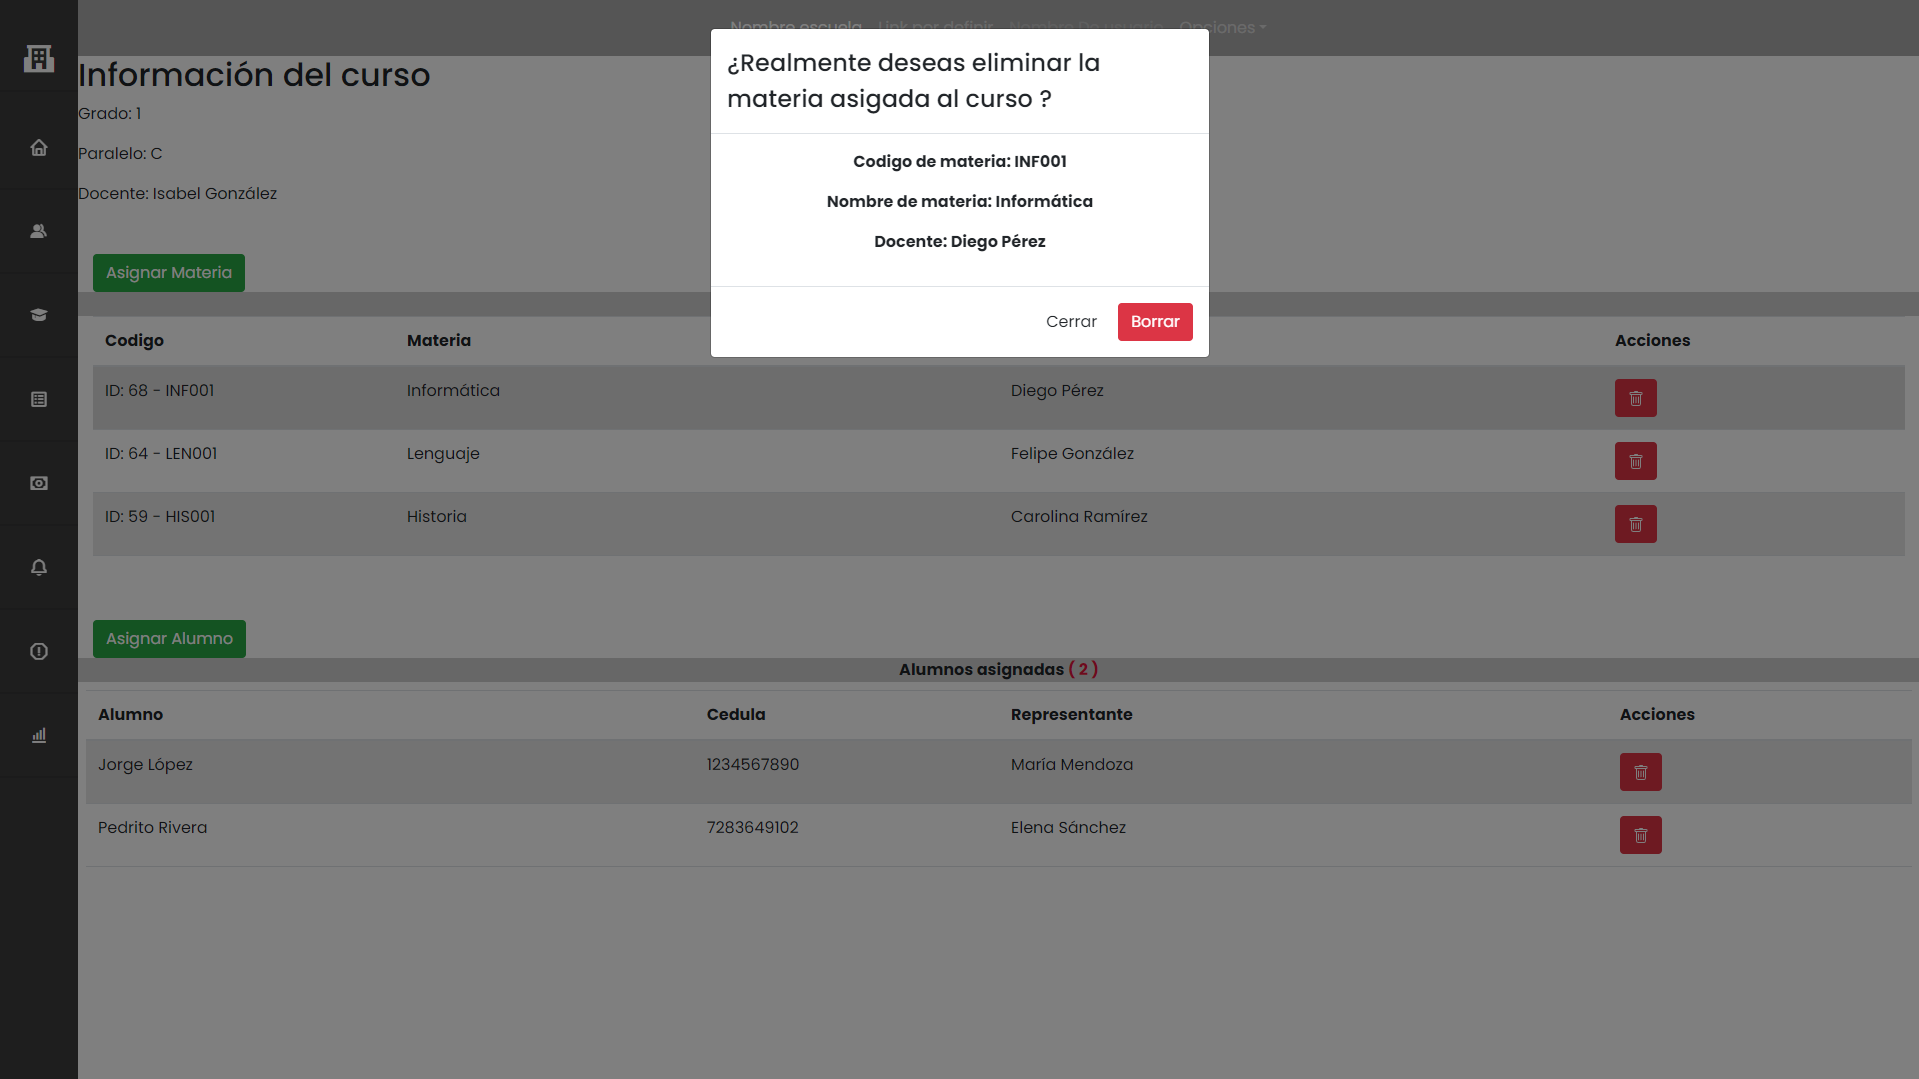 Nombre escuela Link por definir Nombre De usuario Opciones
¿Realmente deseas eliminar la
materia asigada al curso ?
Codigo de materia: INF001
Nombre de materia: Informática
Docente: Diego Pérez
Cerrar Borrar
Información del curso
Grado: 1
Paralelo: C
Docente: Isabel González
Asignar Materia
Codigo Materia Acciones
ID: 68 - INF001 Informática Diego Pérez
ID: 64 - LEN001 Lenguaje Felipe González
ID: 59 - HIS001 Historia Carolina Ramírez
Asignar Alumno
Alumnos asignadas ( 2 )
Alumno Cedula Representante Acciones
Jorge López 1234567890 María Mendoza
Pedrito Rivera 7283649102 Elena Sánchez